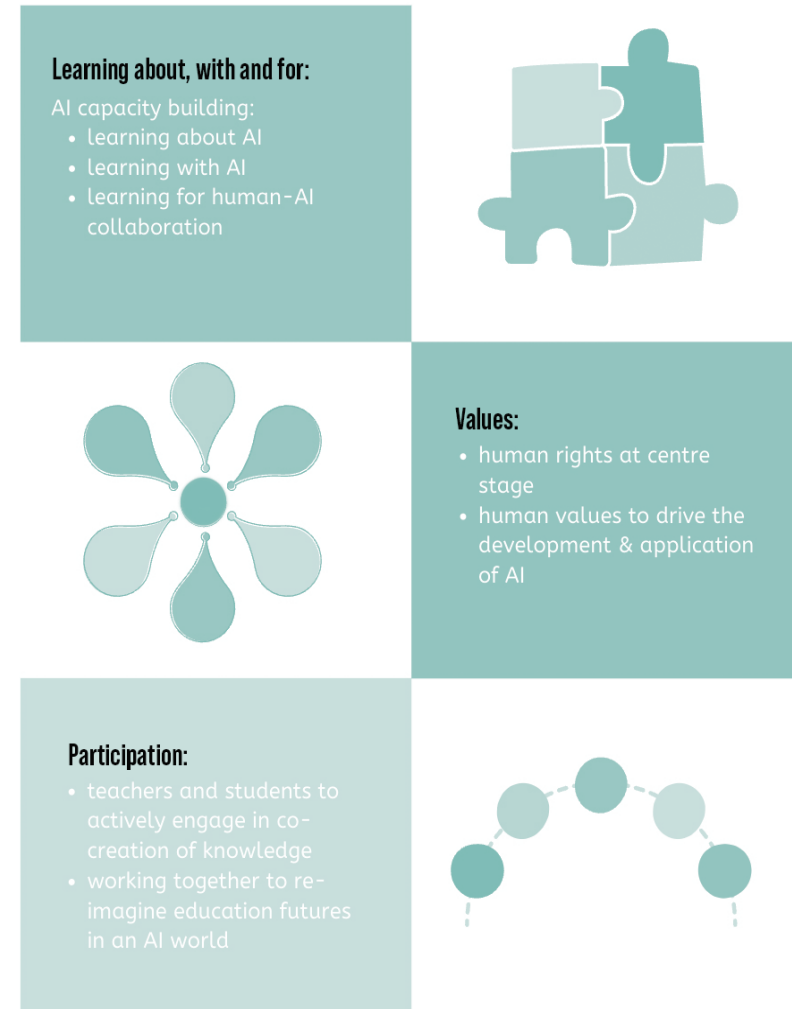 Learning about, with and for:
AI capacity building:
• learning about AI
• learning with AI
• learning for human-AI
collaboration
Values:
• human rights at centre
stage
• human values to drive the
development & application
of AI
Participation:
• teachers and students to
actively engage in co-
creation of knowledge
• working together to re-
imagine education futures
in an AI world